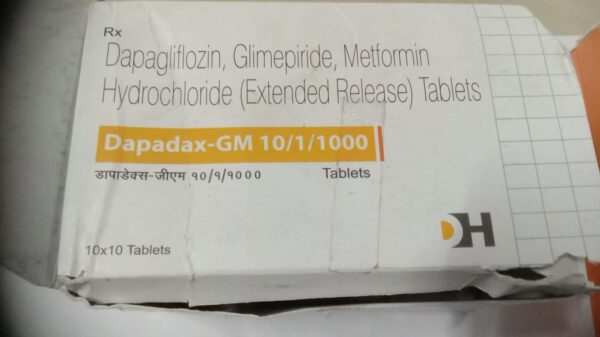 Rx
Dapagliflozin, Glimepiride, Metformin
Hydrochloride (Extended Release) Tablets
Dapadax-GM 10/1/1000
डापाडेक्स-जीएम १०/१/१००० Tablets
10x10 Tablets
DH